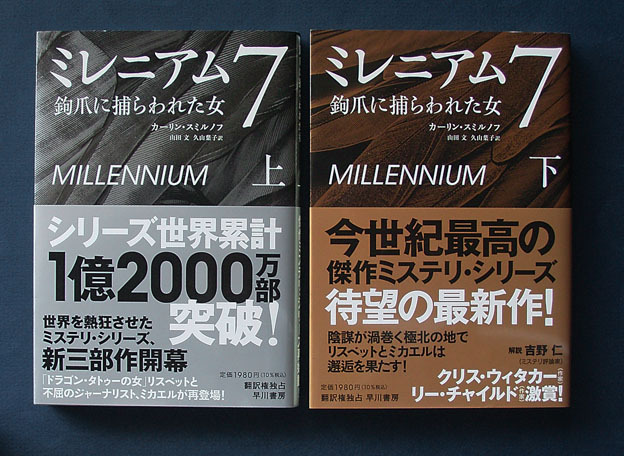 ミレニアム 7
鉤爪に捕らわれた女
カーリン・スミルノフ
山田 文 久山葉子訳
MILLENNIUM 上
シリーズ世界累計
1億2000万部
突破!
世界を熱狂させた
ミステリ・シリーズ、
新三部作開幕
定価1980円(10%税込)
「ドラゴン・タトゥーの女」リスベットと
不屈のジャーナリスト、ミカエルが再登場!
翻訳権独占
早川書房
ミレニアム 7
鉤爪に捕らわれた女
カーリン・スミルノフ
山田 文 久山葉子訳
MILLENNIUM 下
今世紀最高の
傑作ミステリ・シリーズ
待望の最新作!
陰謀が渦巻く極北の地で
リスベットとミカエルは
邂逅を果たす!
解説 吉野 仁
(ミステリ評論家)
定価1980円(10%税込)
翻訳権独占 早川書房
クリス・ウィタカー(作家)
リー・チャイルド(作家)激賞!